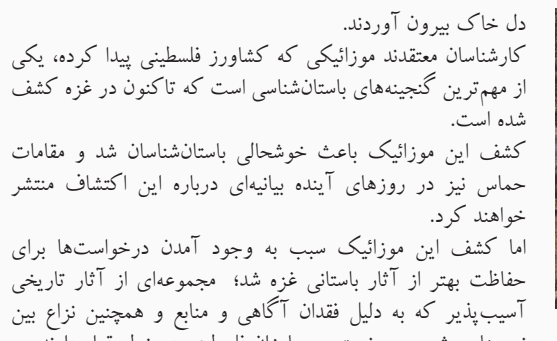 دل خاک بیرون آوردند.
کارشناسان معتقدند موزائیکی که کشاورز فلسطینی پیدا کرده، یکی
از مهم‌ترین گنجینه‌های باستان‌شناسی است که تاکنون در غزه کشف
شده است.
کشف این موزائیک باعث خوشحالی باستان‌شناسان شد و مقامات
حماس نیز در روزهای آینده بیانیه‌ای درباره این اکتشاف منتشر
خواهند کرد.
اما کشف این موزائیک سبب به وجود آمدن درخواست‌ها برای
حفاظت بهتر از آثار باستانی غزه شد؛ مجموعه‌ای از آثار تاریخی
آسیب‌پذیر که به دلیل فقدان آگاهی و منابع و همچنین نزاع بین